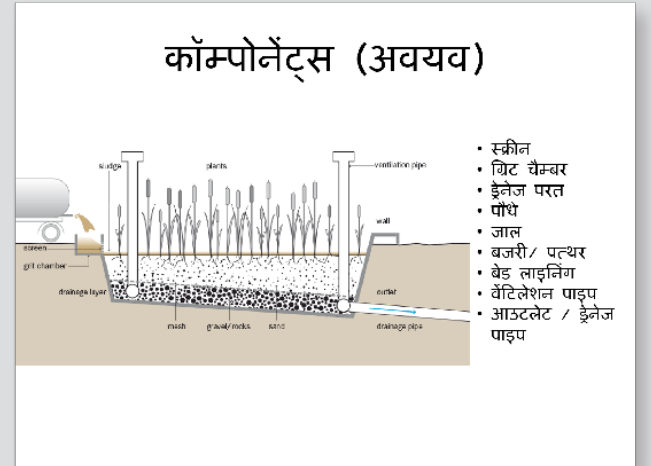 कॉम्पोनेंट्स (अवयव)
sludge
plants
ventilation pipe
wall
screen
grit chamber
drainage layer
outlet
mesh
gravel/rocks
sand
drainage pipe
• स्क्रीन
• ग्रिट चैम्बर
• ड्रेनेज परत
• पौधे
• जाल
• बजरी/ पत्थर
• बेड लाइनिंग
• वेंटिलेशन पाइप
• आउटलेट / ड्रेनेज
पाइप